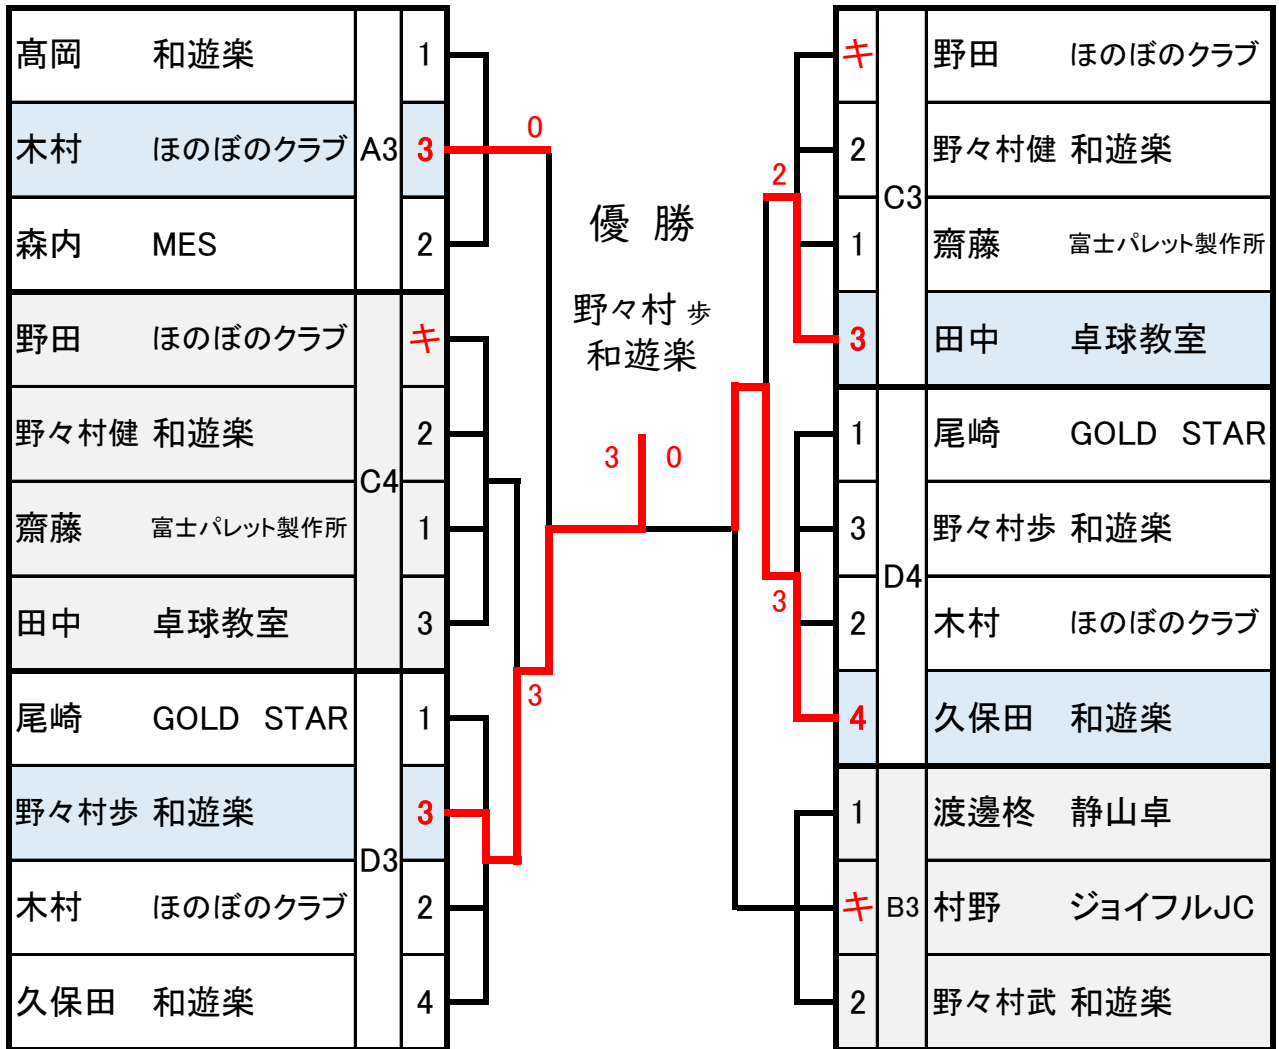 髙岡 和遊楽 A3 1
木村 ほのぼのクラブ 3
森内 MES 2
野田 ほのぼのクラブ C4 キ
野々村健 和遊楽 2
齋藤 富士パレット製作所 1
田中 卓球教室 3
尾崎 GOLD STAR D3 1
野々村歩 和遊楽 3
木村 ほのぼのクラブ 2
久保田 和遊楽 4
0
3
優 勝
野々村 歩
和遊楽
3 0
2
3
キ C3 野田 ほのぼのクラブ
2 野々村健 和遊楽
1 齋藤 富士パレット製作所
3 田中 卓球教室
1 D4 尾崎 GOLD STAR
3 野々村歩 和遊楽
2 木村 ほのぼのクラブ
4 久保田 和遊楽
1 B3 渡邊柊 静山卓
キ 村野 ジョイフルJC
2 野々村武 和遊楽